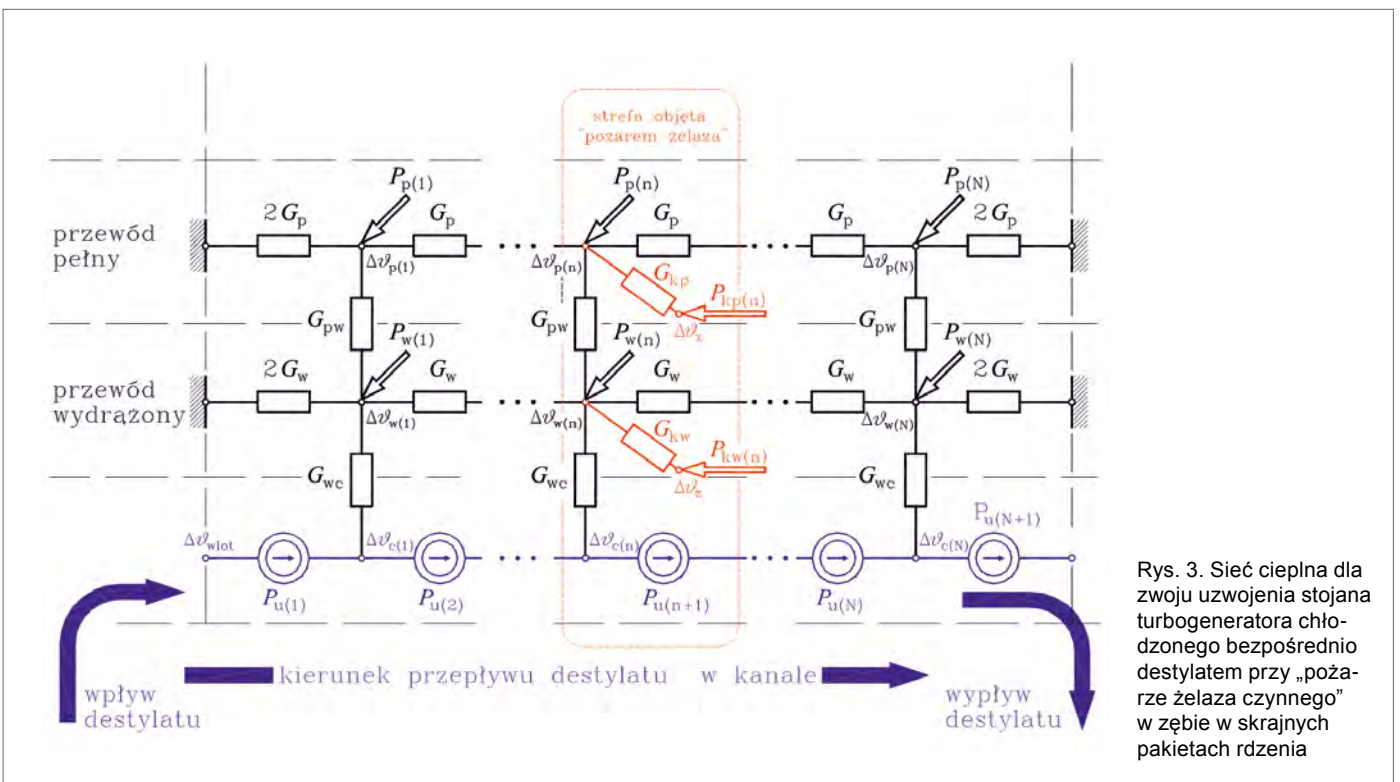 strefa objęta
"pożarem żelaza"
P_p(1) P_p(n) P_p(N)
2G_p G_p G_p G_p 2G_p
przewód
pełny
Δϑ_p(1) Δϑ_p(n) Δϑ_p(N)
G_kp
P_kp(n)
Δϑ_z
G_pw P_w(1) G_pw P_w(n) G_pw P_w(N)
2G_w G_w G_w G_w 2G_w
przewód
wydrążony
Δϑ_w(1) Δϑ_w(n) Δϑ_w(N)
G_kw
P_kw(n)
Δϑ_z
G_wc G_wc G_wc
P_u(N+1)
Δϑ_wlot Δϑ_c(1) Δϑ_c(n) Δϑ_c(N)
P_u(1) P_u(2) P_u(n+1) P_u(N)
kierunek przepływu destylatu w kanale
wpływ
destylatu
wypływ
destylatu
Rys. 3. Sieć cieplna dla
zwoju uzwojenia stojana
turbogeneratora chło-
dzonego bezpośrednio
destylatem przy „poża-
rze żelaza czynnego”
w zębie w skrajnych
pakietach rdzenia